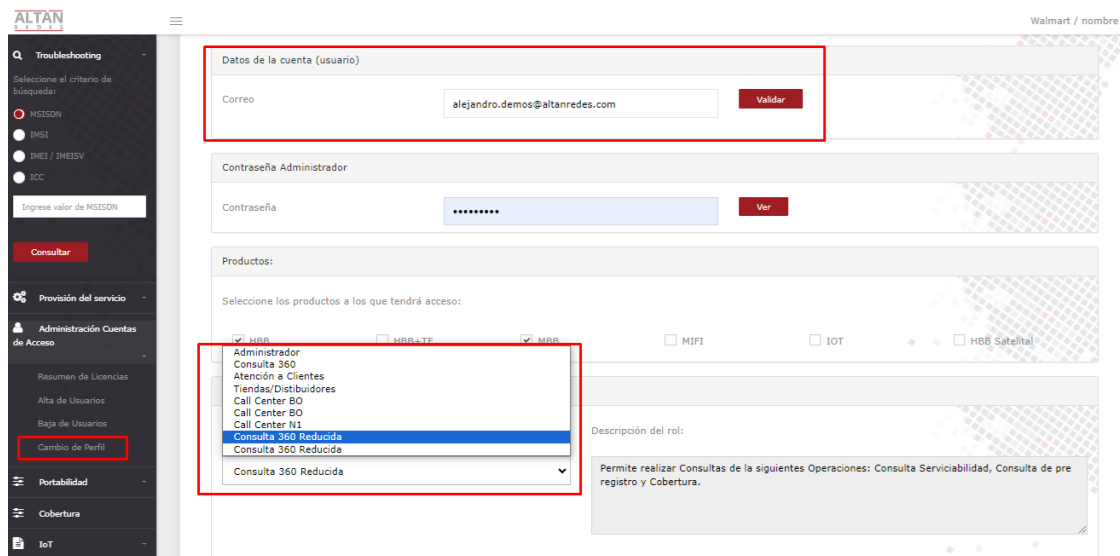 ALTÁN
REDES
Walmart / nombre
Troubleshooting
Seleccione el criterio de
búsqueda:
MSISDN
IMSI
IMEI / IMEISV
ICC
Ingrese valor de MSISDN
Consultar
Provisión del servicio
Administración Cuentas
de Acceso
Resumen de Licencias
Alta de Usuarios
Baja de Usuarios
Cambio de Perfil
Portabilidad
Cobertura
IoT
Datos de la cuenta (usuario)
Correo
alejandro.demos@altanredes.com
Validar
Contraseña Administrador
Contraseña
•••••••••
Ver
Productos:
Seleccione los productos a los que tendrá acceso:
HBB
HBB+TF
MBB
MIFI
IOT
HBB Satelital
Administrador
Consulta 360
Atención a Clientes
Tiendas/Distibuidores
Call Center BO
Call Center BO
Call Center N1
Consulta 360 Reducida
Consulta 360 Reducida
Consulta 360 Reducida
Descripción del rol:
Permite realizar Consultas de la siguientes Operaciones: Consulta Serviciabilidad, Consulta de pre
registro y Cobertura.